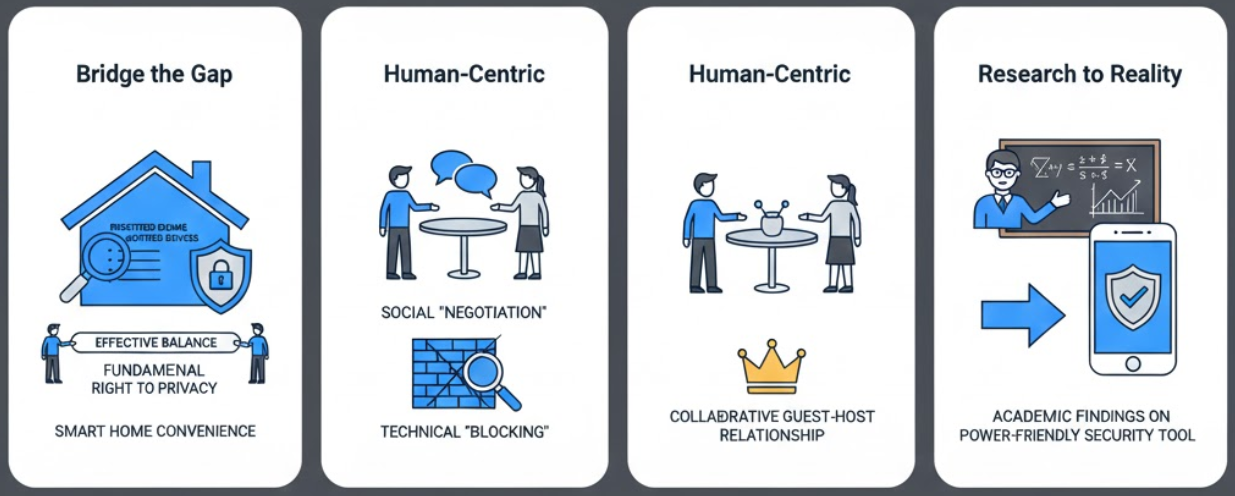 Bridge the Gap
EFFECTIVE BALANCE
FUNDAMENAL
RIGHT TO PRIVACY
SMART HOME CONVENIENCE
Human-Centric
SOCIAL "NEGOTIATION"
TECHNICAL "BLOCKING"
Human-Centric
COLLABRATIVE GUEST-HOST
RELATIONSHIP
Research to Reality
ACADEMIC FINDINGS ON
POWER-FRIENDLY SECURITY TOOL